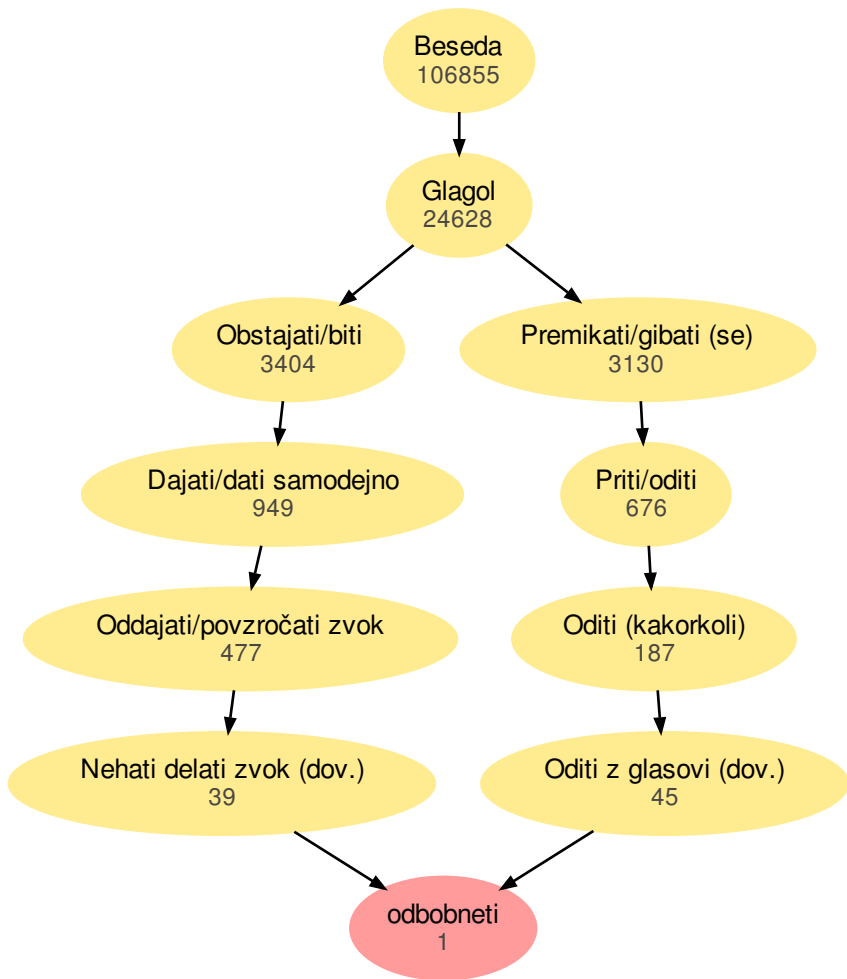 Beseda
106855
Glagol
24628
Obstajati/biti
3404
Premikati/gibati (se)
3130
Dajati/dati samodejno
949
Priti/oditi
676
Oddajati/povzročati zvok
477
Oditi (kakorkoli)
187
Nehati delati zvok (dov.)
39
Oditi z glasovi (dov.)
45
odbobneti
1